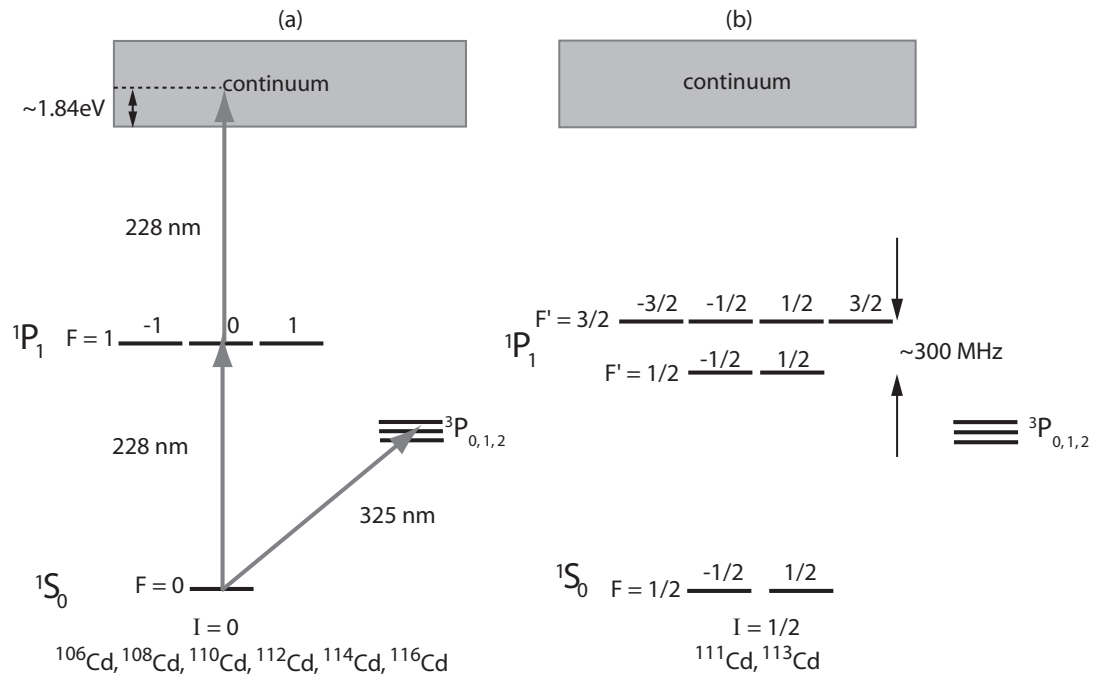 (a)
continuum
~1.84eV
228 nm
¹P₁ F = 1 -1 0 1
228 nm
³P₀,₁,₂
325 nm
¹S₀ F = 0
I = 0
¹⁰⁶Cd, ¹⁰⁸Cd, ¹¹⁰Cd, ¹¹²Cd, ¹¹⁴Cd, ¹¹⁶Cd
(b)
continuum
F' = 3/2 -3/2 -1/2 1/2 3/2
¹P₁
~300 MHz
F' = 1/2 -1/2 1/2
³P₀,₁,₂
¹S₀ F = 1/2 -1/2 1/2
I = 1/2
¹¹¹Cd, ¹¹³Cd